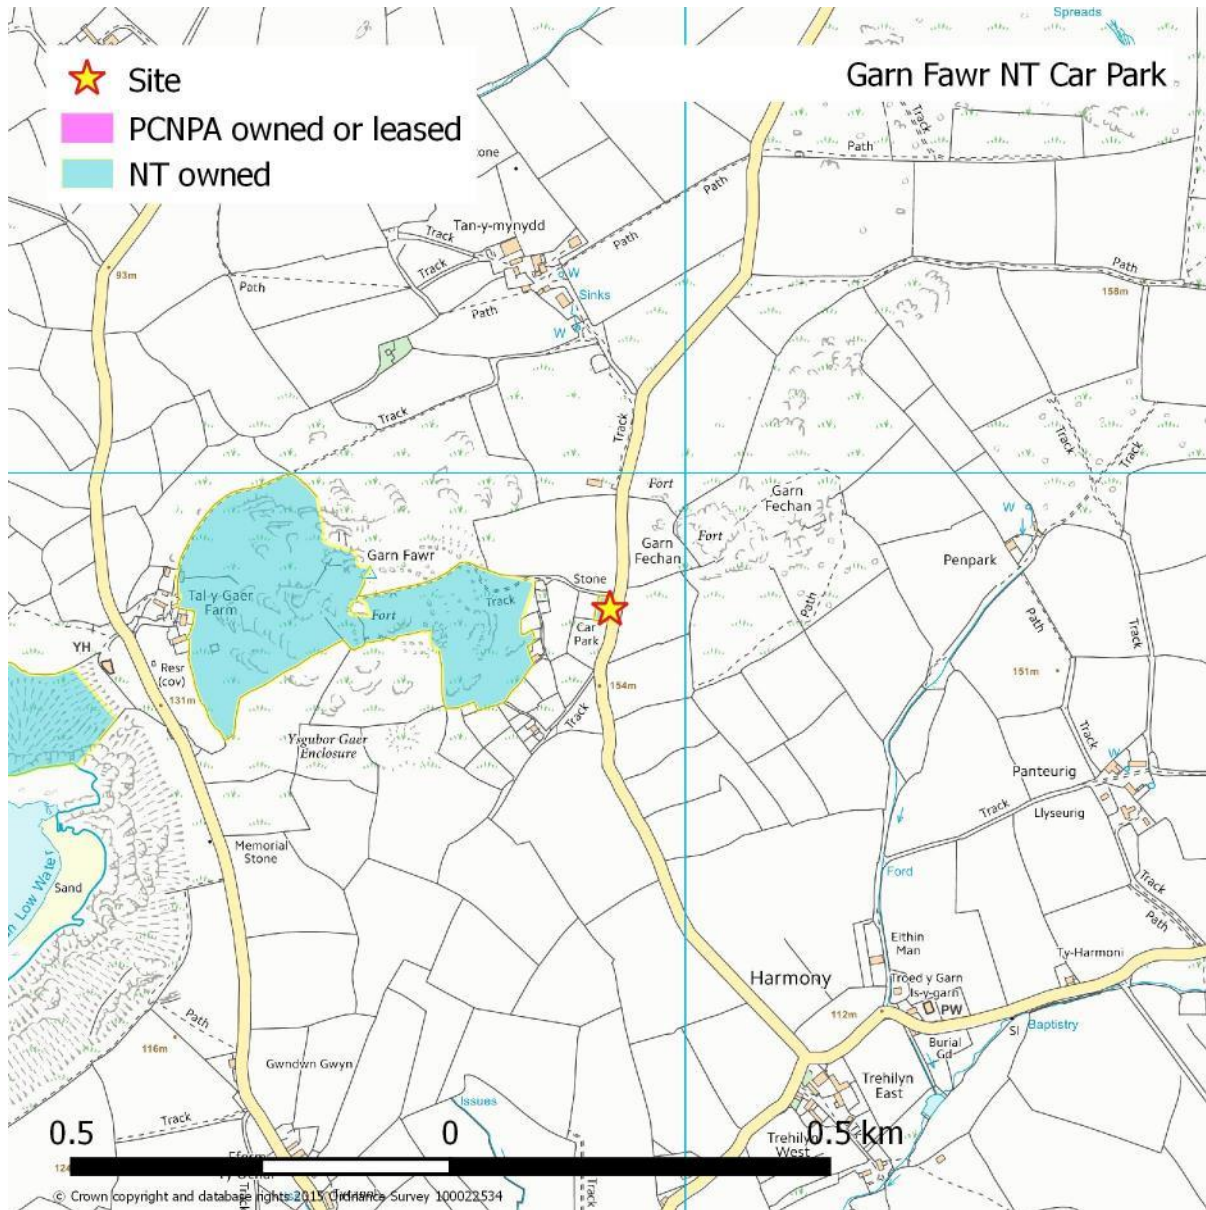 Spreads
Site
Garn Fawr NT Car Park
PCNPA owned or leased
NT owned
Track
Path
Path
Tan-y-mynydd
Track
Track
Path
W
Sinks
Path
93m
Path
Path
158m
W
Track
Track
Track
Track
Fort
Garn
Fechan
W
Garn
Fechan
Fort
Penpark
Garn Fawr
Stone
Tal-y-Gaer
Farm
Track
Fort
Car
Park
Path
Path
Track
YH
Resr
(cov)
131m
154m
151m
Track
Ysgubor Gaer
Enclosure
Track
W
Panteurig
Track
Llyseurig
Memorial
Stone
Sand
Low Water
Ford
Track
Path
Eithin
Man
Ty-Harmoni
Harmony
Troed y Garn
Is-y-garn
PW
112m
Sl
Baptistry
Burial
Gd
Path
116m
Gwndwn Gwyn
Trehilyn
East
Issues
Track
0.5
0
0.5 km
Trehilyn
West
Track
Track
© Crown copyright and database rights 2015 Ordnance Survey 100022534